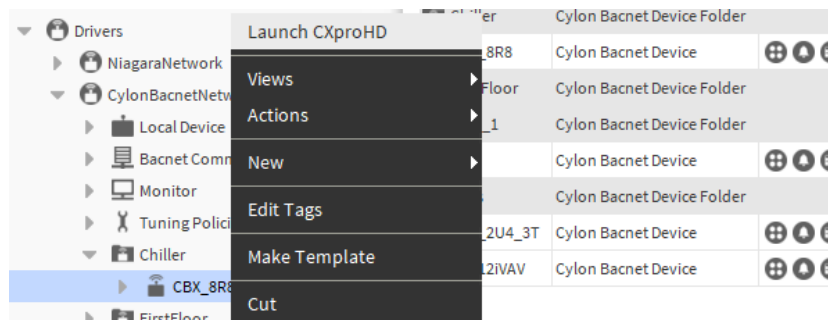 Drivers
NiagaraNetwork
CylonBacnetNetw
Local Device
Bacnet Comm
Monitor
Tuning Polici
Chiller
CBX_8R8
FirstFloor
Launch CXproHD
Views
Actions
New
Edit Tags
Make Template
Cut
Chiller Cylon Bacnet Device Folder
_8R8 Cylon Bacnet Device
Floor Cylon Bacnet Device Folder
_1 Cylon Bacnet Device Folder
Cylon Bacnet Device
Cylon Bacnet Device Folder
_2U4_3T Cylon Bacnet Device
12iVAV Cylon Bacnet Device